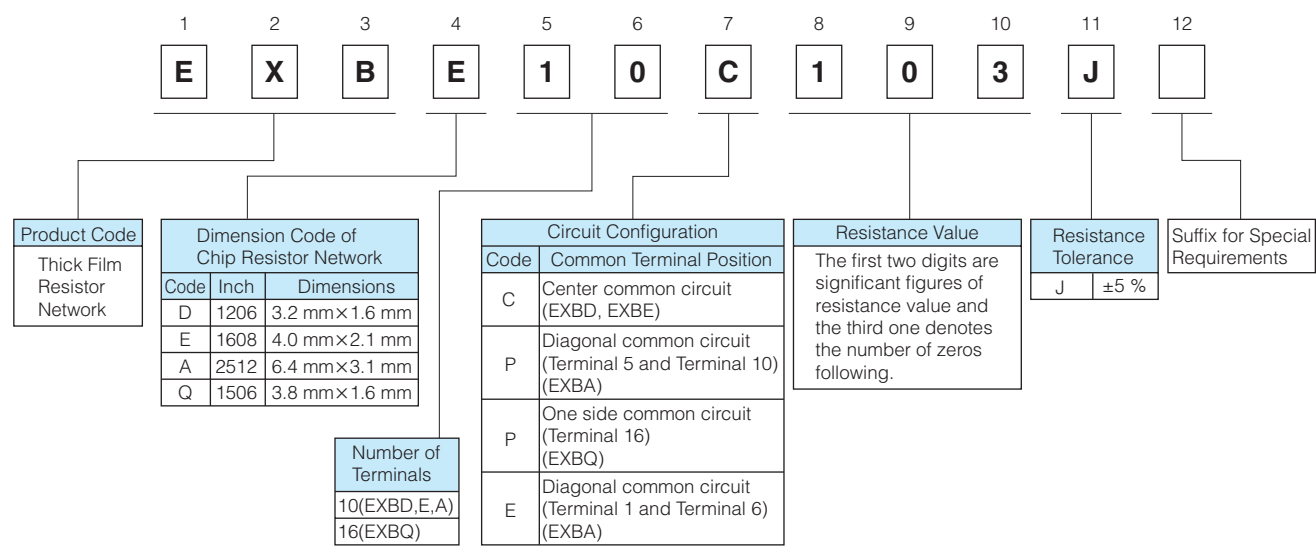 1 2 3 4 5 6 7 8 9 10 11 12
E X B E 1 0 C 1 0 3 J
Product Code
Thick Film
Resistor
Network
Dimension Code of
Chip Resistor Network
Code Inch Dimensions
D 1206 3.2 mm×1.6 mm
E 1608 4.0 mm×2.1 mm
A 2512 6.4 mm×3.1 mm
Q 1506 3.8 mm×1.6 mm
Number of
Terminals
10(EXBD,E,A)
16(EXBQ)
Circuit Configuration
Code Common Terminal Position
C Center common circuit
(EXBD, EXBE)
P Diagonal common circuit
(Terminal 5 and Terminal 10)
(EXBA)
P One side common circuit
(Terminal 16)
(EXBQ)
E Diagonal common circuit
(Terminal 1 and Terminal 6)
(EXBA)
Resistance Value
The first two digits are
significant figures of
resistance value and
the third one denotes
the number of zeros
following.
Resistance
Tolerance
J ±5 %
Suffix for Special
Requirements